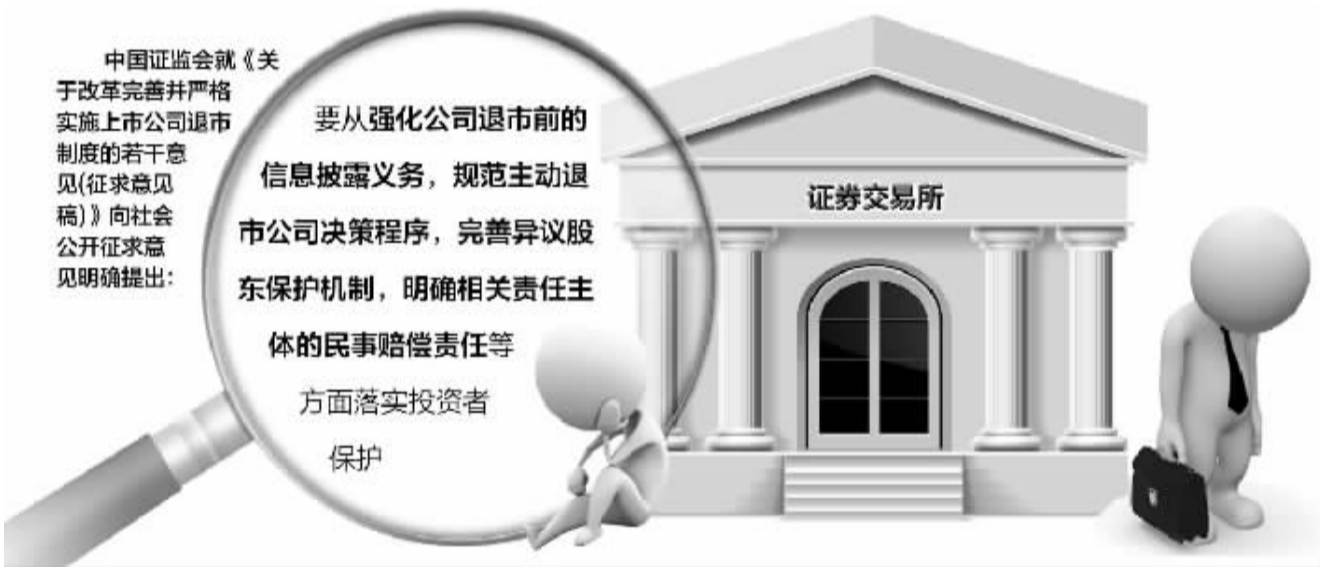 中国证监会就《关
于改革完善并严格
实施上市公司退市
制度的若干意
见(征求意见
稿)》向社会
公开征求意
见明确提出：
要从强化公司退市前的
信息披露义务，规范主动退
市公司决策程序，完善异议股
东保护机制，明确相关责任主
体的民事赔偿责任等
方面落实投资者
保护
证券交易所